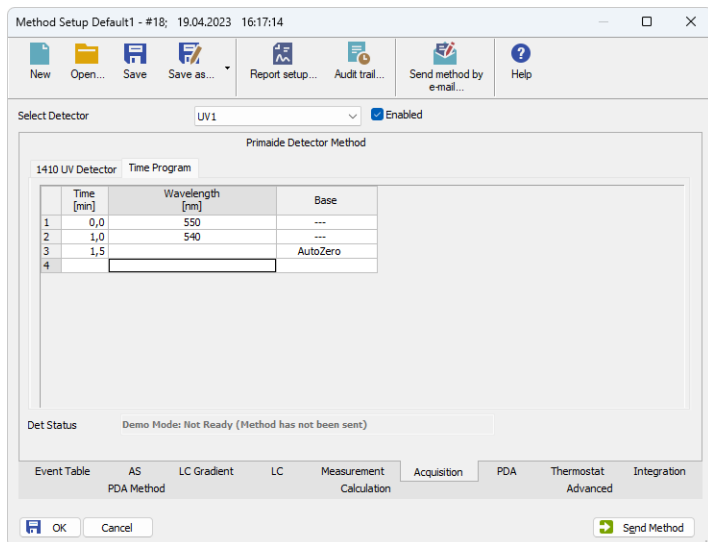 Method Setup Default1 - #18; 19.04.2023 16:17:14
New Open... Save Save as... Report setup... Audit trail... Send method by e-mail... Help
Select Detector UV1 Enabled
Primaide Detector Method
1410 UV Detector Time Program
Time [min] Wavelength [nm] Base
1 0,0 550 ---
2 1,0 540 ---
3 1,5 AutoZero
4
Det Status Demo Mode: Not Ready (Method has not been sent)
Event Table AS LC Gradient LC Measurement Acquisition PDA Thermostat Integration
PDA Method Calculation Advanced
OK Cancel Send Method